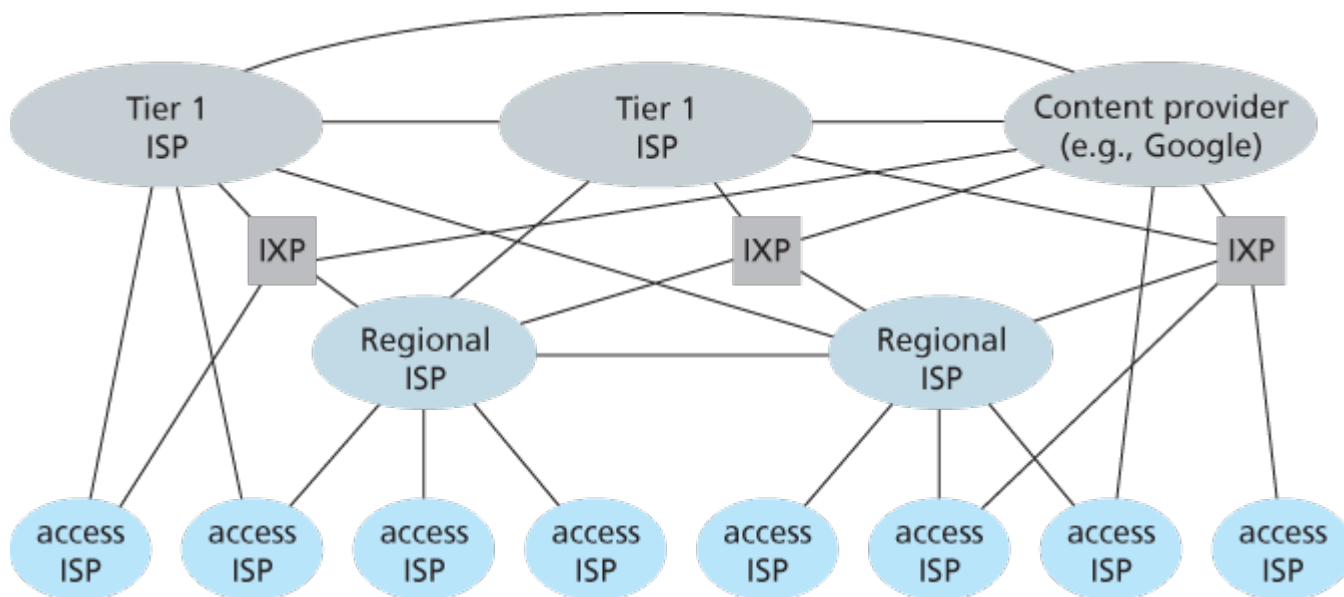 Tier 1
ISP
Tier 1
ISP
Content provider
(e.g., Google)
IXP
IXP
IXP
Regional
ISP
Regional
ISP
access
ISP
access
ISP
access
ISP
access
ISP
access
ISP
access
ISP
access
ISP
access
ISP